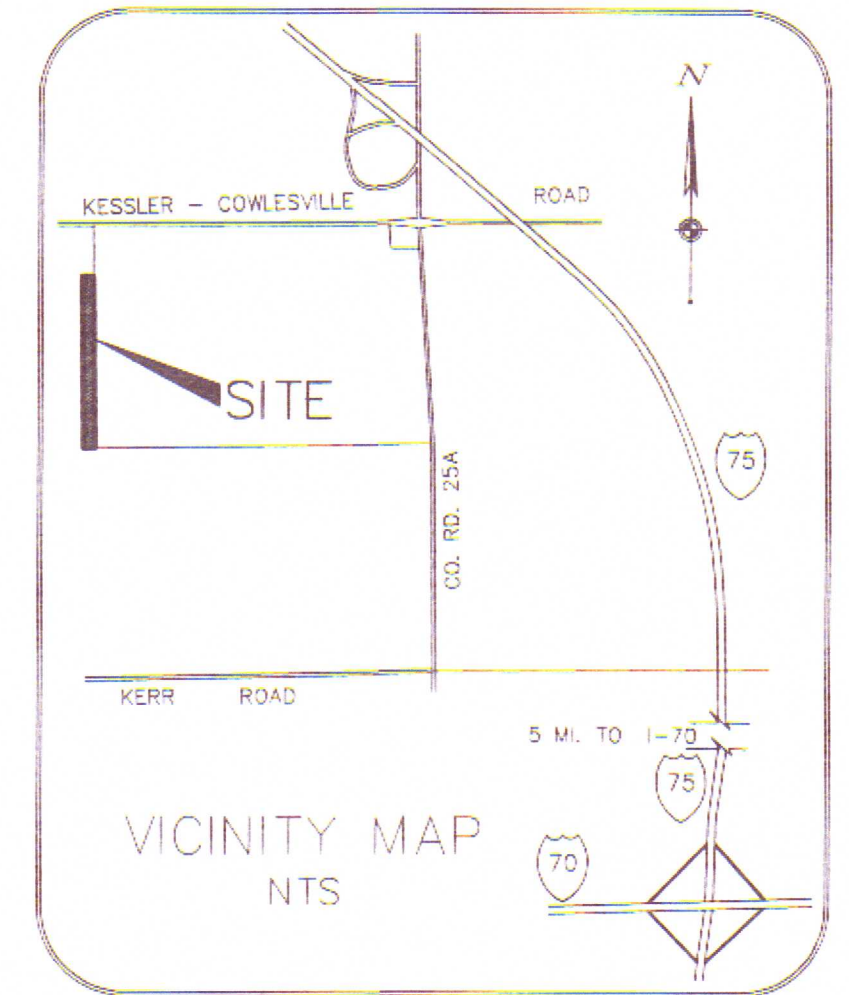 N
KESSLER - COWLESVILLE ROAD
SITE
75
CO. RD. 25A
KERR ROAD
5 MI. TO I-70
75
VICINITY MAP
70
NTS